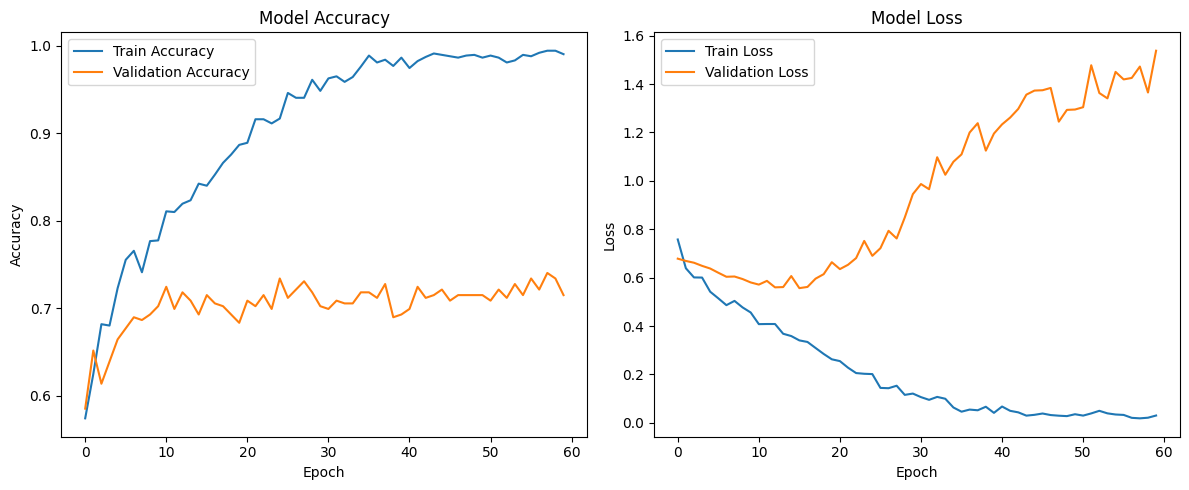 Model Accuracy
Train Accuracy
Validation Accuracy
Accuracy
1.0
0.9
0.8
0.7
0.6
0 10 20 30 40 50 60
Epoch
Model Loss
Train Loss
Validation Loss
Loss
1.6
1.4
1.2
1.0
0.8
0.6
0.4
0.2
0.0
0 10 20 30 40 50 60
Epoch